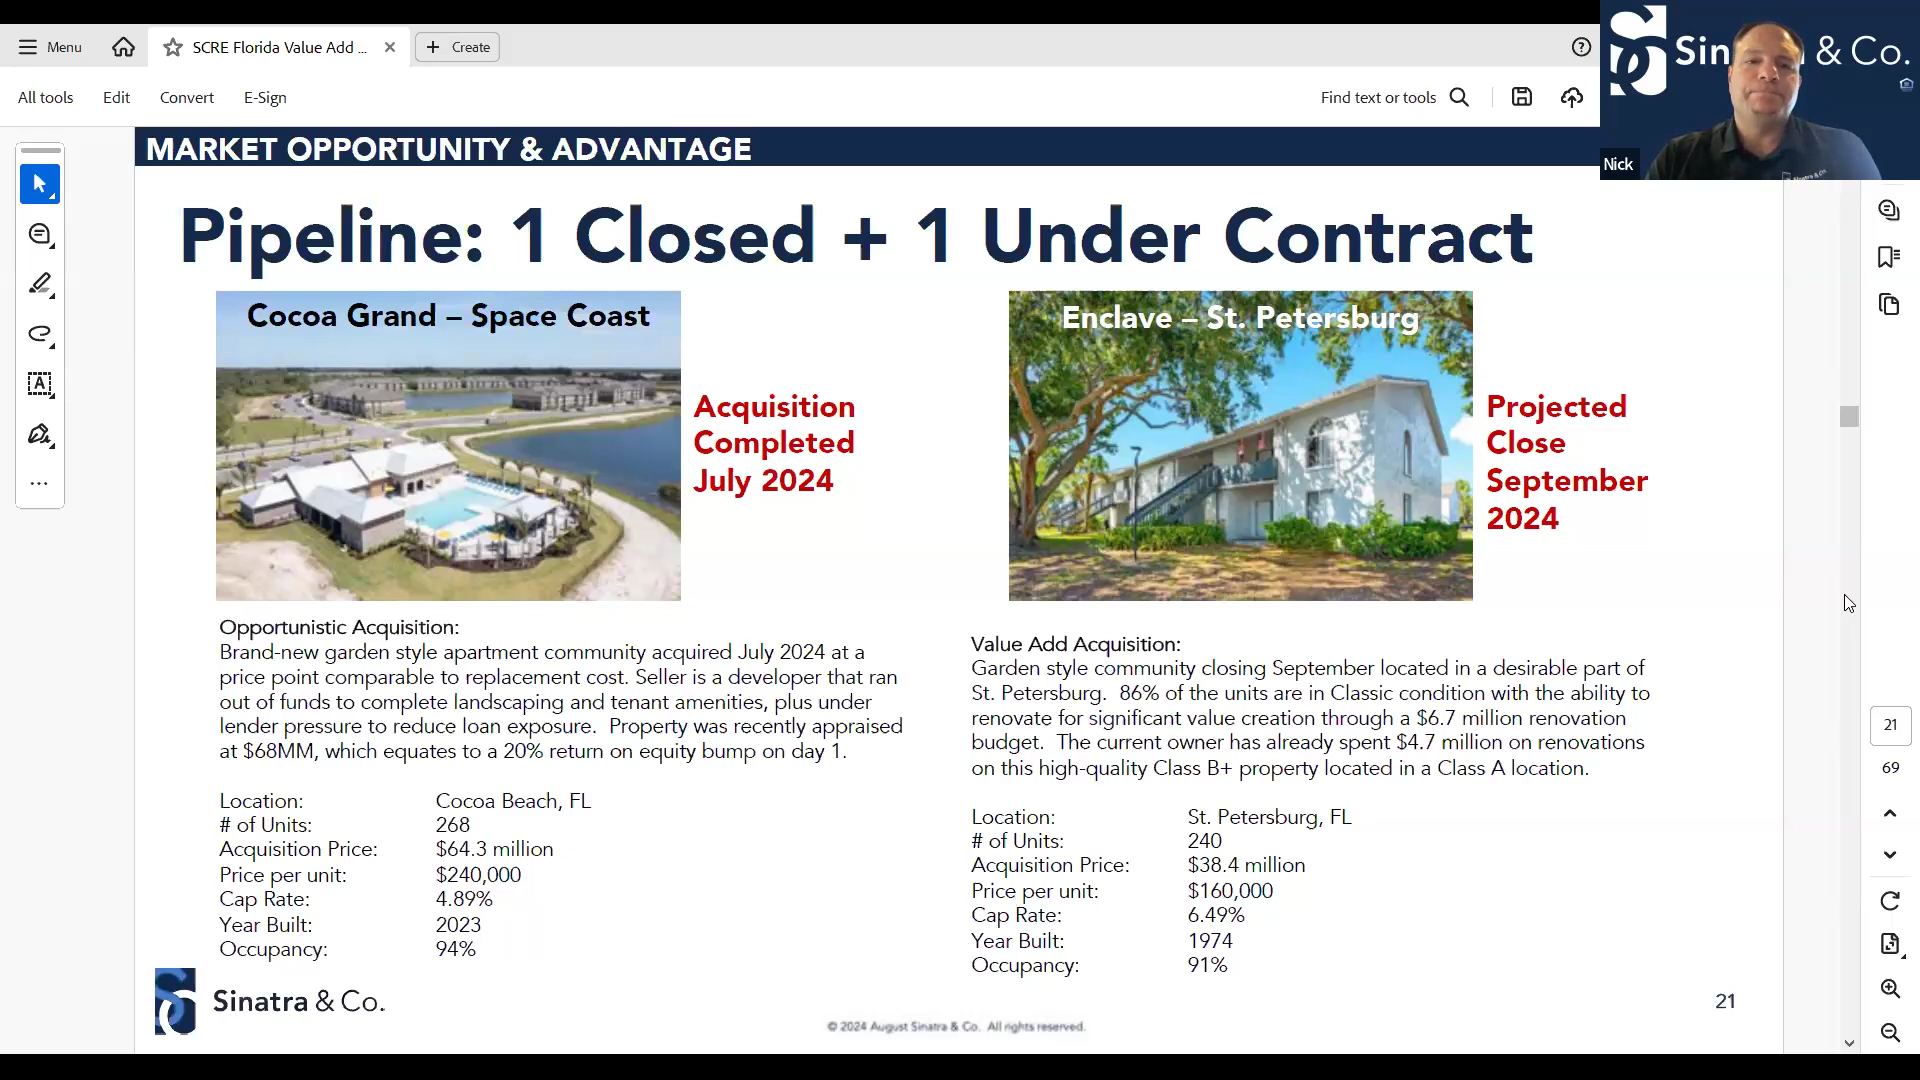 Menu
SCRE Florida Value Add ...
Create
Sin & Co.
All tools
Edit
Convert
E-Sign
Find text or tools
Nick
MARKET OPPORTUNITY & ADVANTAGE
Pipeline: 1 Closed + 1 Under Contract
Cocoa Grand – Space Coast
Acquisition
Completed
July 2024
Enclave – St. Petersburg
Projected
Close
September
2024
Opportunistic Acquisition:
Brand-new garden style apartment community acquired July 2024 at a
price point comparable to replacement cost. Seller is a developer that ran
out of funds to complete landscaping and tenant amenities, plus under
lender pressure to reduce loan exposure. Property was recently appraised
at $68MM, which equates to a 20% return on equity bump on day 1.
Location: Cocoa Beach, FL
# of Units: 268
Acquisition Price: $64.3 million
Price per unit: $240,000
Cap Rate: 4.89%
Year Built: 2023
Occupancy: 94%
Value Add Acquisition:
Garden style community closing September located in a desirable part of
St. Petersburg. 86% of the units are in Classic condition with the ability to
renovate for significant value creation through a $6.7 million renovation
budget. The current owner has already spent $4.7 million on renovations
on this high-quality Class B+ property located in a Class A location.
Location: St. Petersburg, FL
# of Units: 240
Acquisition Price: $38.4 million
Price per unit: $160,000
Cap Rate: 6.49%
Year Built: 1974
Occupancy: 91%
21
69
Sinatra & Co.
21
© 2024 August Sinatra & Co. All rights reserved.